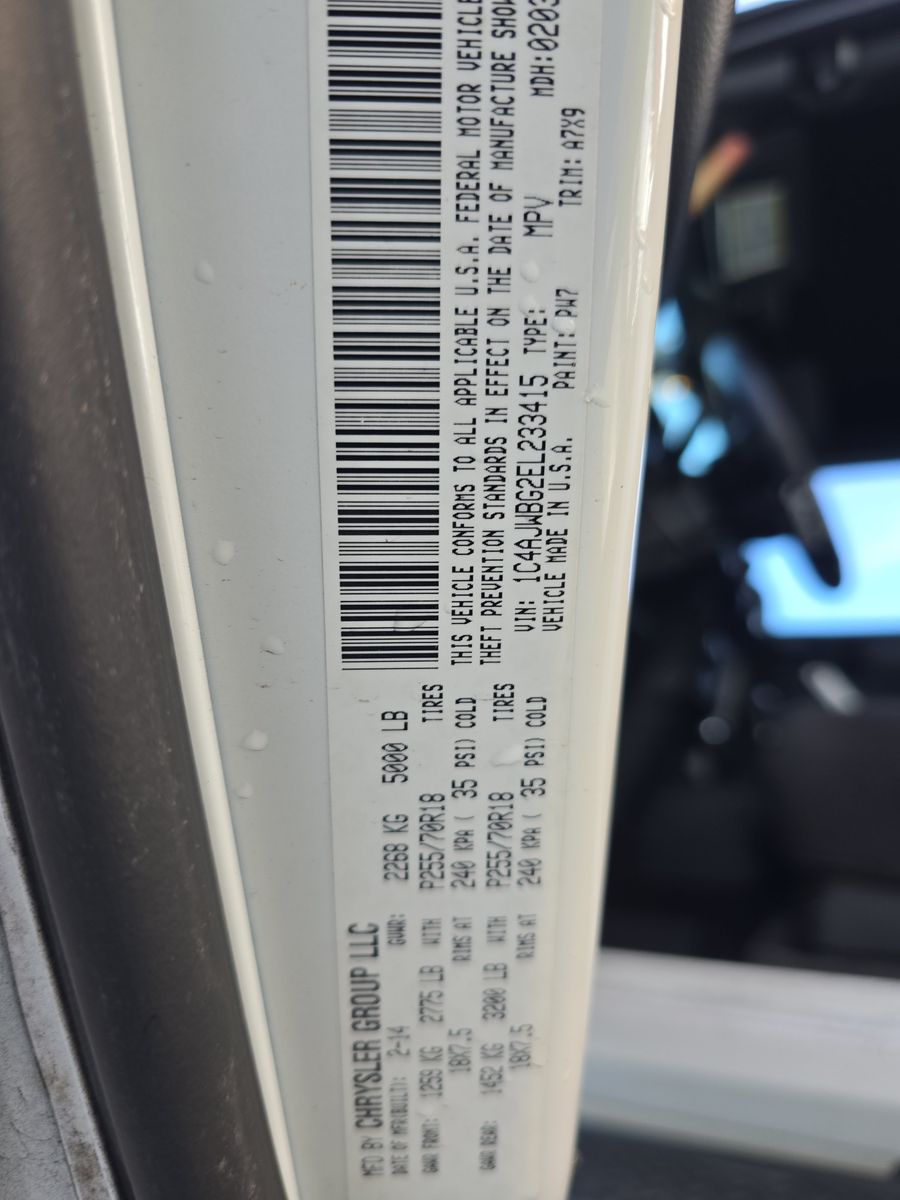 MFD BY CHRYSLER GROUP LLC
DATE OF MFR(BUILT): 2-14 GVWR: 2268 KG 5000 LB
GAWR FRONT: 1259 KG 2775 LB WITH P255/70R18 TIRES
18X7.5 RIMS AT 240 KPA ( 35 PSI) COLD
GAWR REAR: 1452 KG 3200 LB WITH P255/70R18 TIRES
18X7.5 RIMS AT 240 KPA ( 35 PSI) COLD
THIS VEHICLE CONFORMS TO ALL APPLICABLE U.S.A. FEDERAL MOTOR VEHICLE
THEFT PREVENTION STANDARDS IN EFFECT ON THE DATE OF MANUFACTURE SHOW
VIN: 1C4AJWBG2EL233415 TYPE: MPV MDH:0203
VEHICLE MADE IN U.S.A. PAINT: PW7 TRIM: A7X9